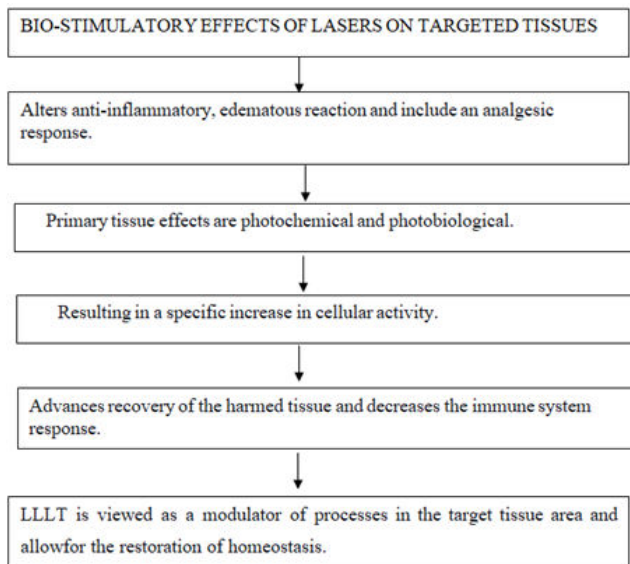 BIO-STIMULATORY EFFECTS OF LASERS ON TARGETED TISSUES
Alters anti-inflammatory, edematous reaction and include an analgesic
response.
Primary tissue effects are photochemical and photobiological.
Resulting in a specific increase in cellular activity.
Advances recovery of the harmed tissue and decreases the immune system
response.
LLLT is viewed as a modulator of processes in the target tissue area and
allowfor the restoration of homeostasis.